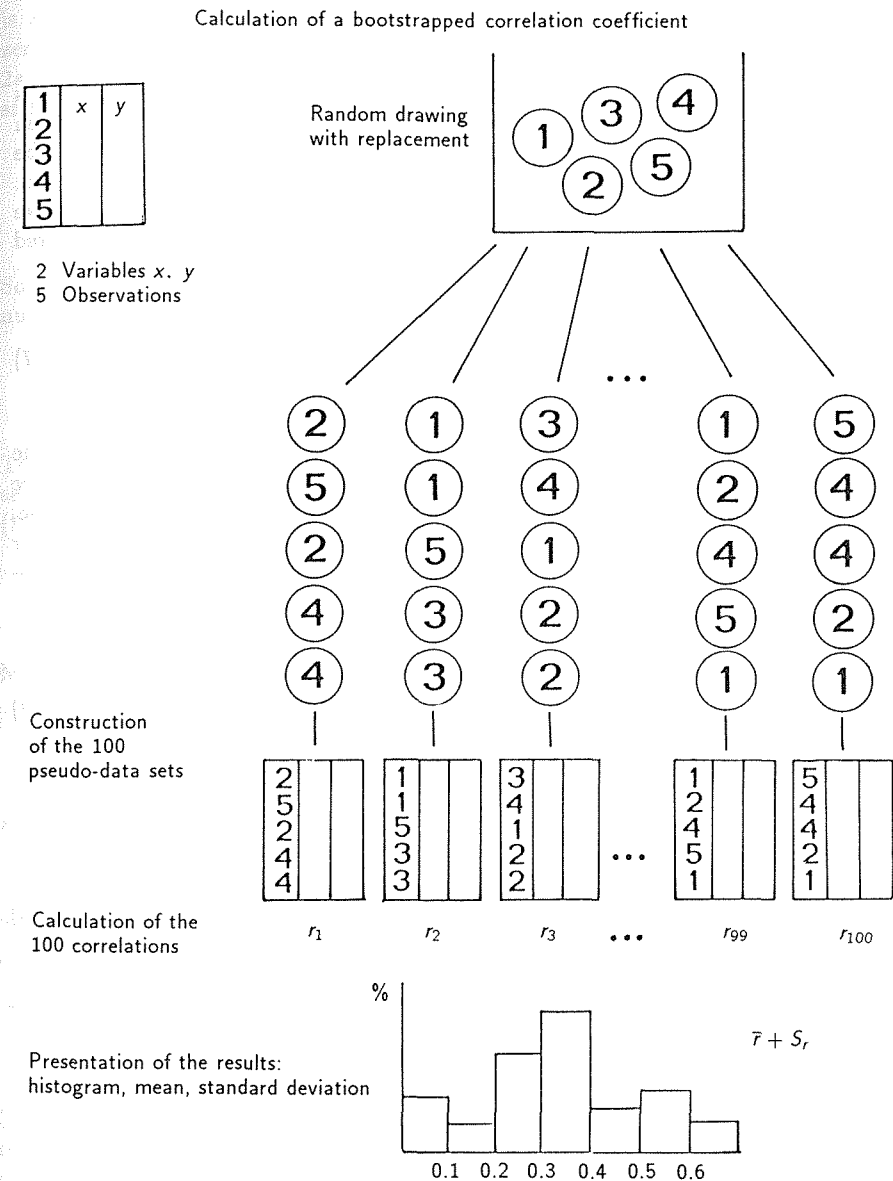 Calculation of a bootstrapped correlation coefficient
1 x y
2
3
4
5
2 Variables x. y
5 Observations
Random drawing
with replacement
1 3 4
2 5
...
2 1 3 1 5
5 1 4 2 4
2 5 1 4 4
4 3 2 5 2
4 3 2 1 1
Construction
of the 100
pseudo-data sets
2 1 3 1 5
5 1 4 2 4
2 5 1 4 4
4 3 2 ... 5 2
4 3 2 1 1
Calculation of the
100 correlations
r1 r2 r3 ... r99 r100
%
r̄ + Sr
Presentation of the results:
histogram, mean, standard deviation
0.1 0.2 0.3 0.4 0.5 0.6